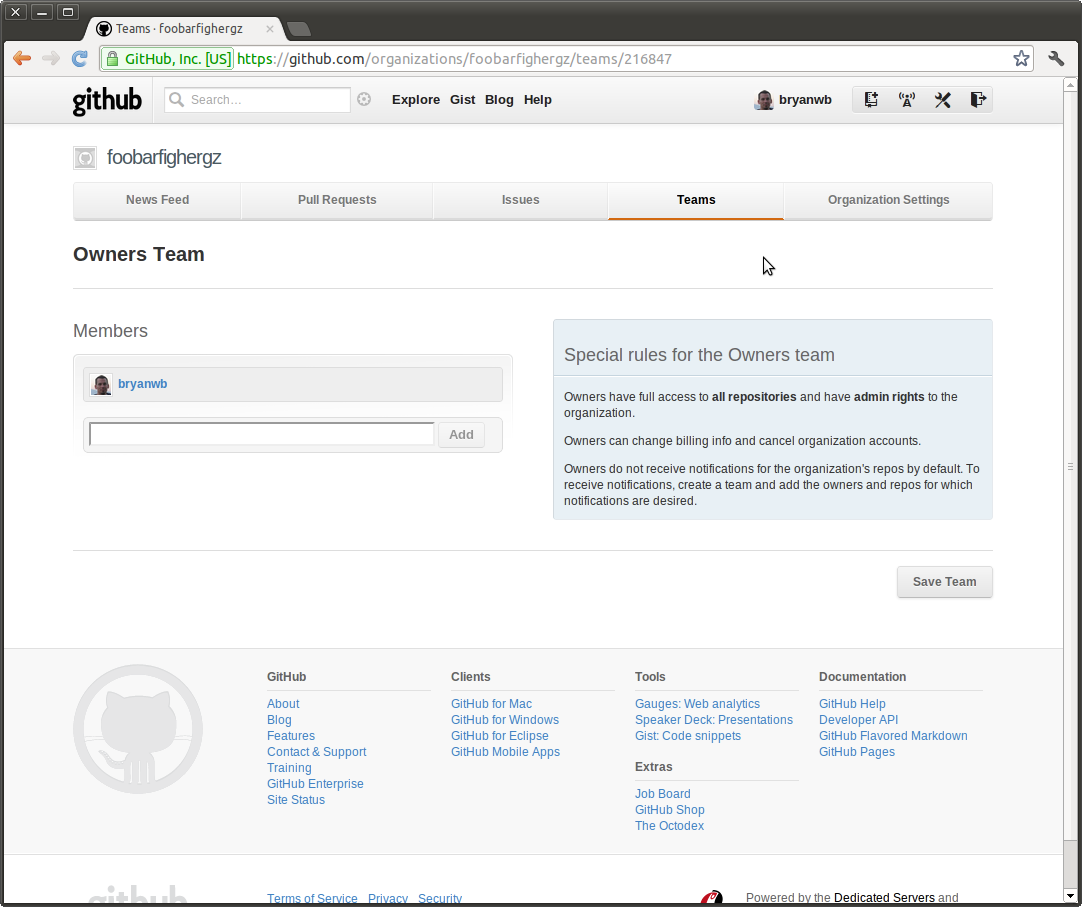 Teams · foobarfighergz
GitHub, Inc. [US] https://github.com/organizations/foobarfighergz/teams/216847
github
Search…
Explore Gist Blog Help
bryanwb
foobarfighergz
News Feed
Pull Requests
Issues
Teams
Organization Settings
Owners Team
Members
bryanwb
Add
Special rules for the Owners team
Owners have full access to all repositories and have admin rights to the
organization.
Owners can change billing info and cancel organization accounts.
Owners do not receive notifications for the organization's repos by default. To
receive notifications, create a team and add the owners and repos for which
notifications are desired.
Save Team
GitHub
About
Blog
Features
Contact & Support
Training
GitHub Enterprise
Site Status
Clients
GitHub for Mac
GitHub for Windows
GitHub for Eclipse
GitHub Mobile Apps
Tools
Gauges: Web analytics
Speaker Deck: Presentations
Gist: Code snippets
Extras
Job Board
GitHub Shop
The Octodex
Documentation
GitHub Help
Developer API
GitHub Flavored Markdown
GitHub Pages
github
Terms of Service Privacy Security
Powered by the Dedicated Servers and